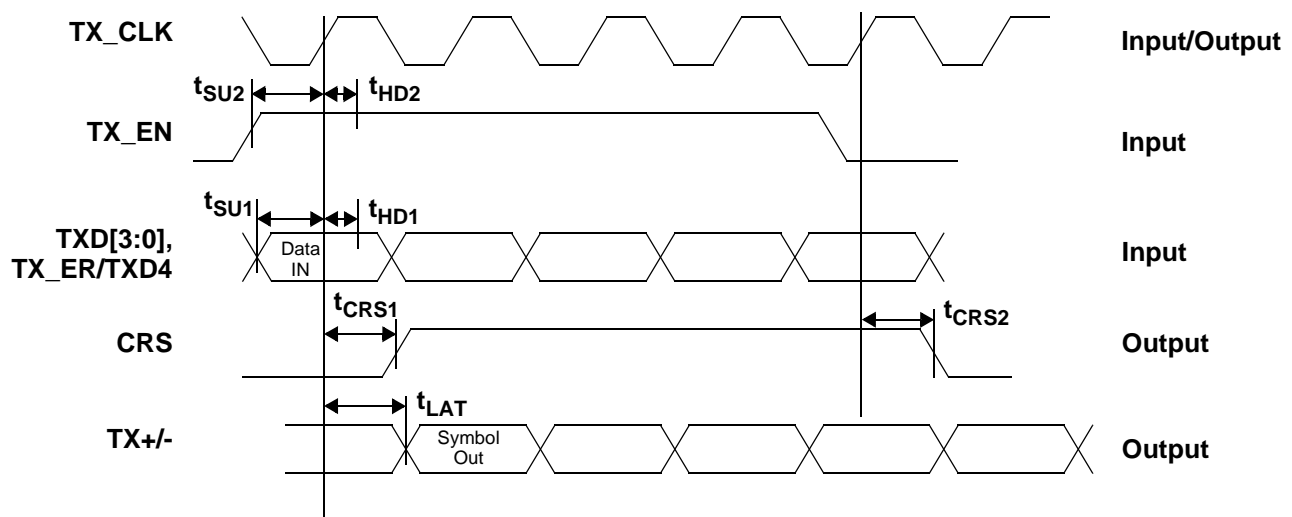 TX_CLK
Input/Output
tSU2
tHD2
TX_EN
Input
tSU1
tHD1
TXD[3:0],
TX_ER/TXD4
Data
IN
Input
tCRS1
tCRS2
CRS
Output
tLAT
TX+/-
Symbol
Out
Output